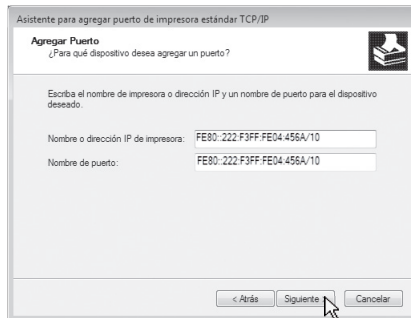 Asistente para agregar puerto de impresora estándar TCP/IP
Agregar Puerto
¿Para qué dispositivo desea agregar un puerto?
Escriba el nombre de impresora o dirección IP y un nombre de puerto para el dispositivo
deseado.
Nombre o dirección IP de impresora: FE80::222:F3FF:FE04:456A/10
Nombre de puerto: FE80::222:F3FF:FE04:456A/10
< Atrás Siguiente > Cancelar